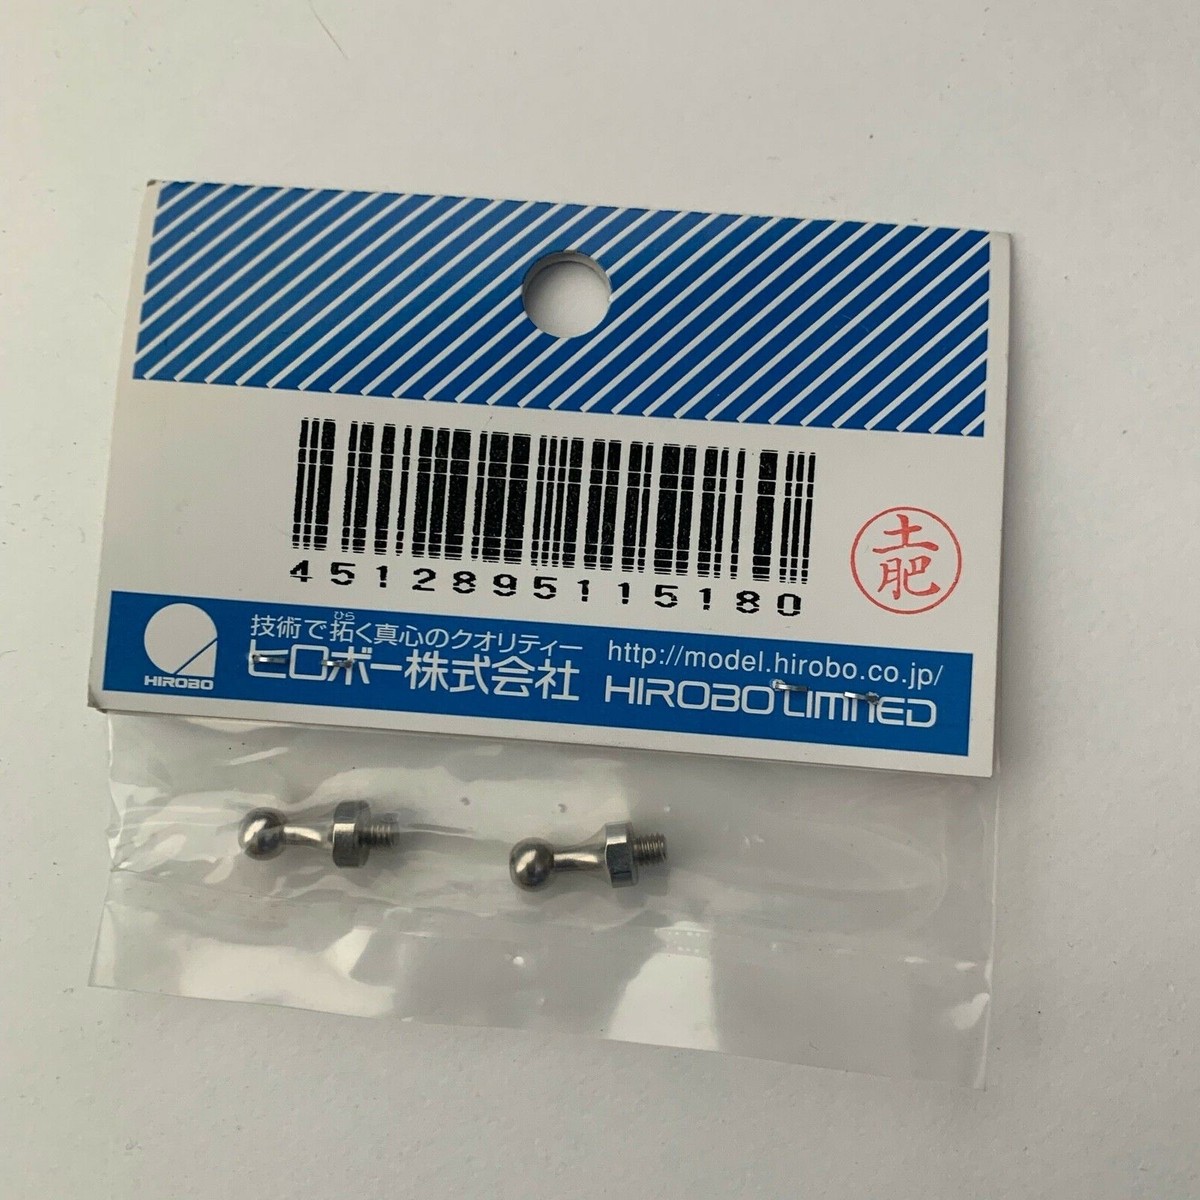 4512895115180
土肥
HIROBO
ひら
技術で拓く真心のクオリティー
ヒロボー株式会社
http://model.hirobo.co.jp/
HIROBO LIMITED